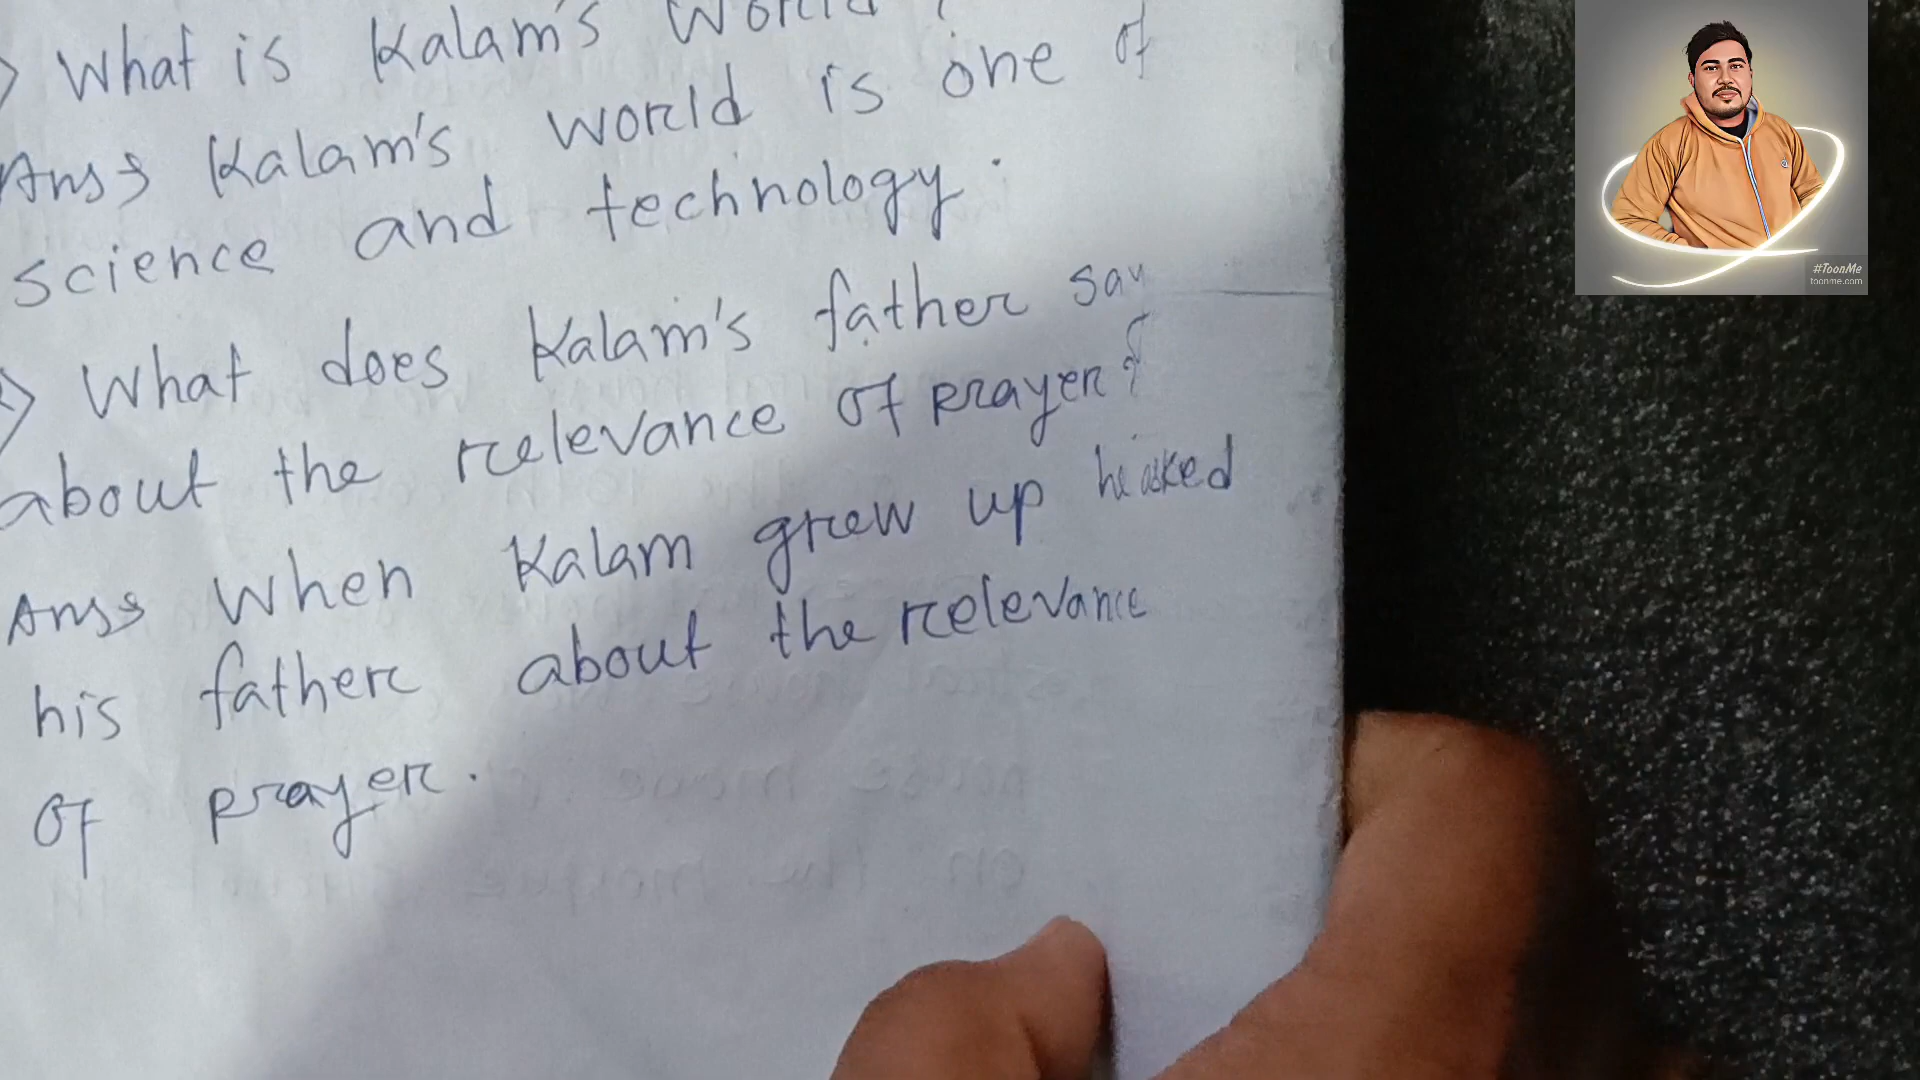 > What is Kalam's World ?
Ans→ Kalam's world is one of
science and technology.
> What does Kalam's father say
about the relevance of prayer?
Ans→ When Kalam grew up he asked
his father about the relevance
of prayer.
#ToonMe
toonme.com